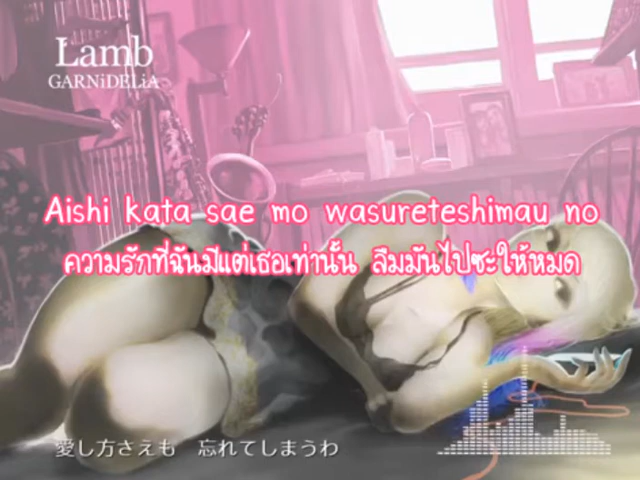 Lamb
GARNiDELiA
Aishi kata sae mo wasureteshimau no
ความรักที่ฉันมีแต่เธอเท่านั้น ลืมมันไปซะให้หมด
愛し方さえも 忘れてしまうわ